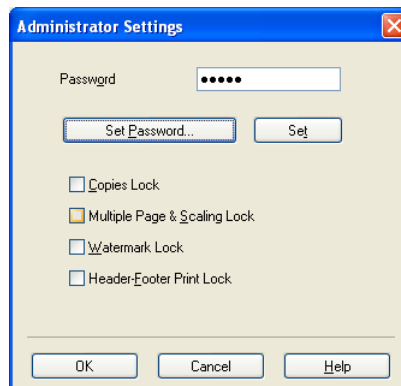 Administrator Settings
Password •••••
Set Password... Set
Copies Lock
Multiple Page & Scaling Lock
Watermark Lock
Header-Footer Print Lock
OK Cancel Help